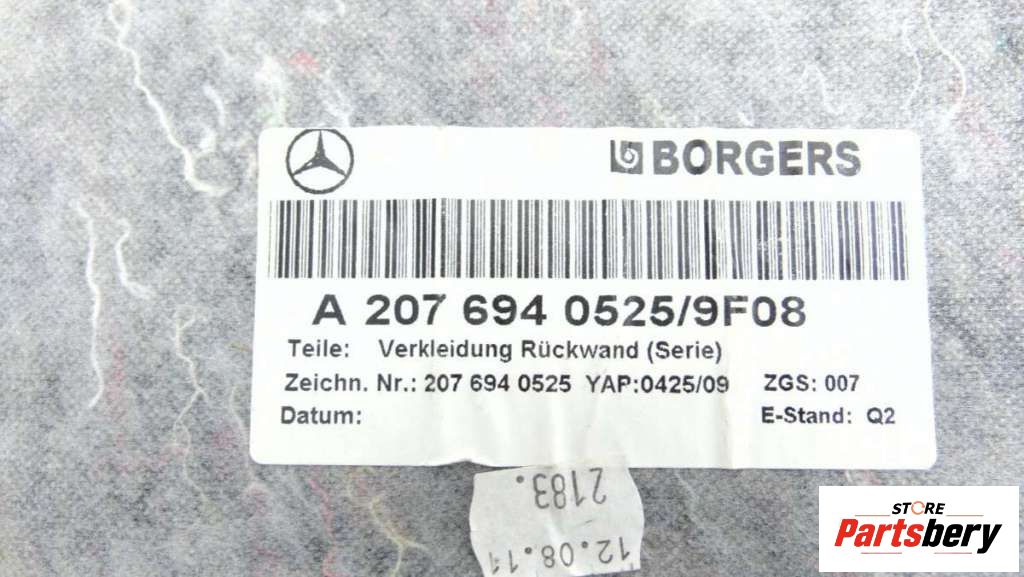 BORGERS
A 207 694 0525/9F08
Teile: Verkleidung Rückwand (Serie)
Zeichn. Nr.: 207 694 0525 YAP:0425/09 ZGS: 007
Datum: E-Stand: Q2
2183.
12.08.11
STORE
Partsbery